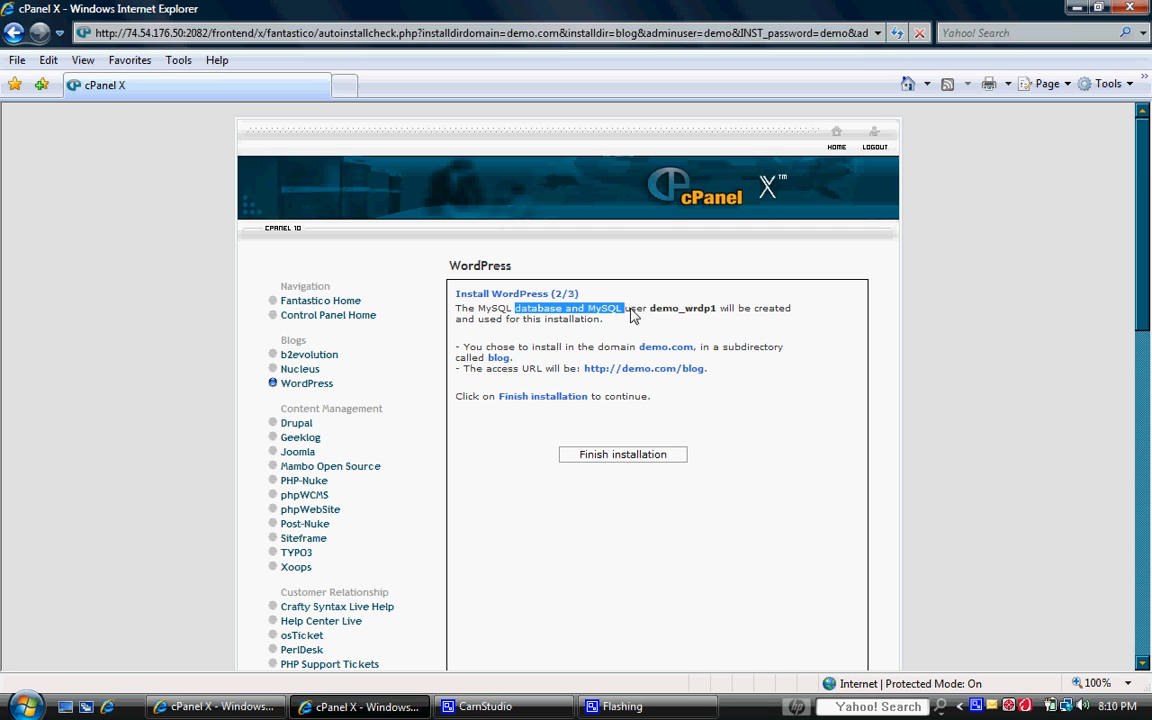 cPanel X - Windows Internet Explorer
http://74.54.176.50:2082/frontend/x/fantastico/autoinstallcheck.php?installdirdomain=demo.com&installdir=blog&adminuser=demo&INST_password=demo&ad
Yahoo! Search
File Edit View Favorites Tools Help
cPanel X
Page Tools
HOME LOGOUT
cPanel X™
CPANEL 10
WordPress
Navigation
Fantastico Home
Control Panel Home
Blogs
b2evolution
Nucleus
WordPress
Content Management
Drupal
Geeklog
Joomla
Mambo Open Source
PHP-Nuke
phpWCMS
phpWebSite
Post-Nuke
Siteframe
TYPO3
Xoops
Customer Relationship
Crafty Syntax Live Help
Help Center Live
osTicket
PerlDesk
PHP Support Tickets
Install WordPress (2/3)
The MySQL database and MySQL user demo_wrdp1 will be created
and used for this installation.
- You chose to install in the domain demo.com, in a subdirectory
called blog.
- The access URL will be: http://demo.com/blog.
Click on Finish installation to continue.
Finish installation
Internet | Protected Mode: On
100%
cPanel X - Windows...
cPanel X - Windows...
CamStudio
Flashing
hp
Yahoo! Search
8:10 PM